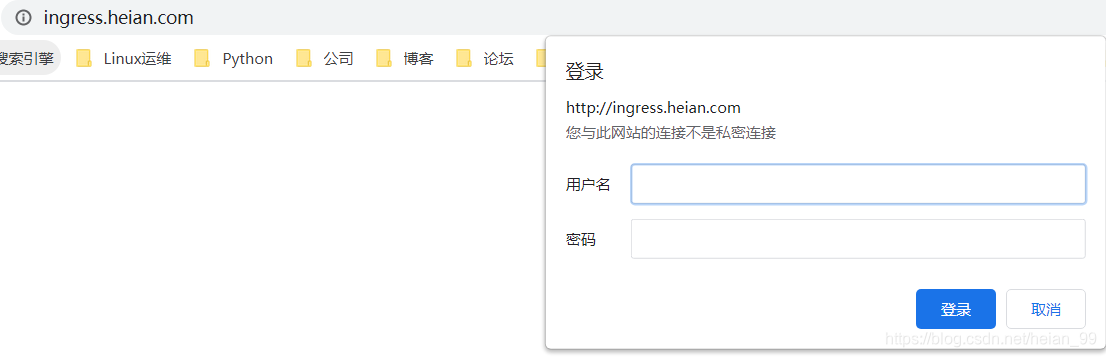 ingress.heian.com
搜索引擎 Linux运维 Python 公司 博客 论坛
登录
http://ingress.heian.com
您与此网站的连接不是私密连接
用户名
密码
登录 取消
https://blog.csdn.net/heian_99